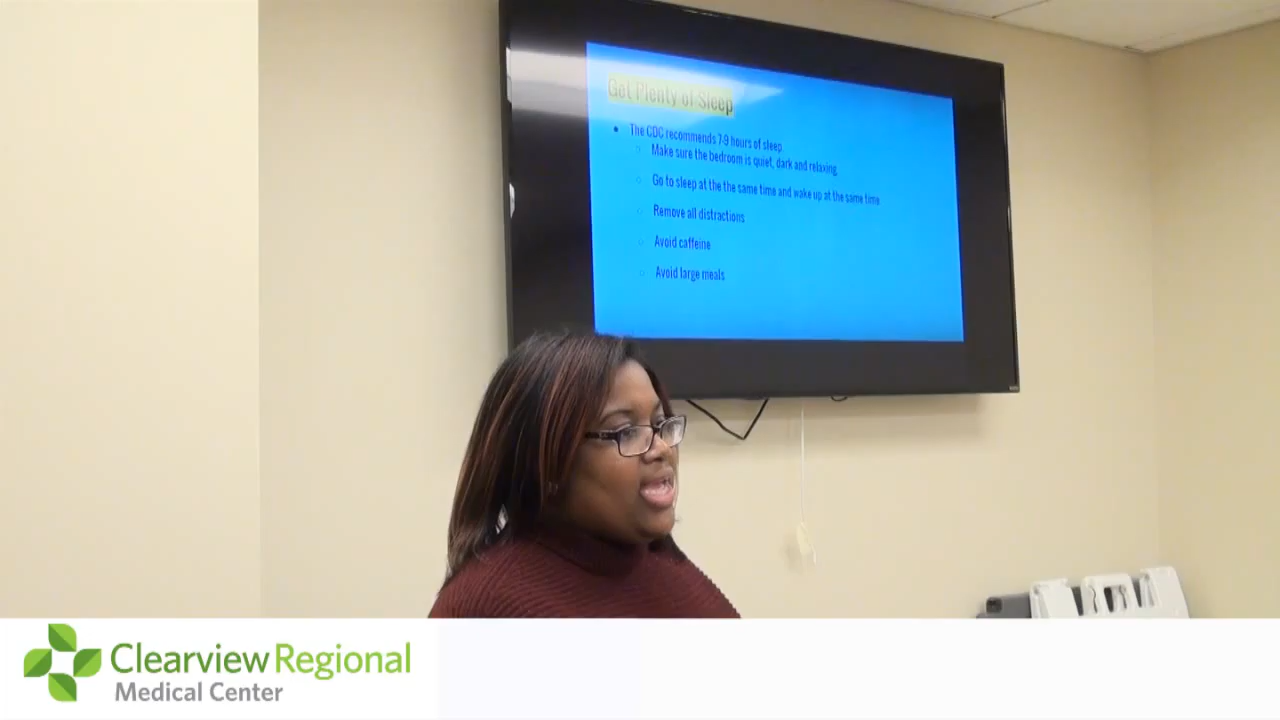 Get Plenty of Sleep
The CDC recommends 7-9 hours of sleep
Make sure the bedroom is quiet, dark and relaxing
Go to sleep at the the same time and wake up at the same time
Remove all distractions
Avoid caffeine
Avoid large meals
Clearview Regional
Medical Center